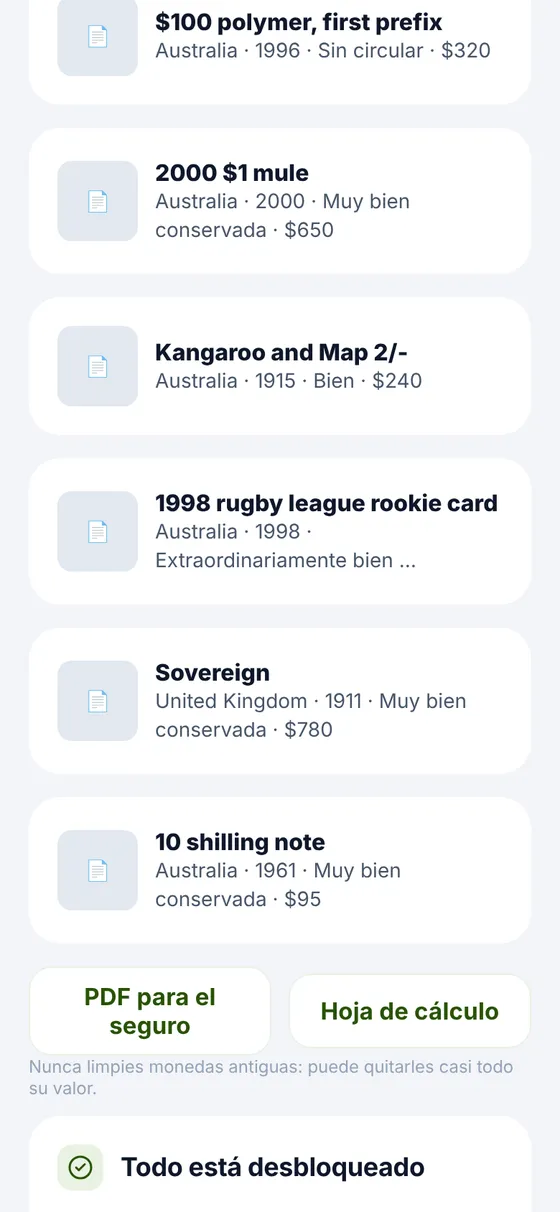 $100 polymer, first prefix
Australia · 1996 · Sin circular · $320
2000 $1 mule
Australia · 2000 · Muy bien
conservada · $650
Kangaroo and Map 2/-
Australia · 1915 · Bien · $240
1998 rugby league rookie card
Australia · 1998 ·
Extraordinariamente bien ...
Sovereign
United Kingdom · 1911 · Muy bien
conservada · $780
10 shilling note
Australia · 1961 · Muy bien
conservada · $95
PDF para el
seguro
Hoja de cálculo
Nunca limpies monedas antiguas: puede quitarles casi todo
su valor.
Todo está desbloqueado